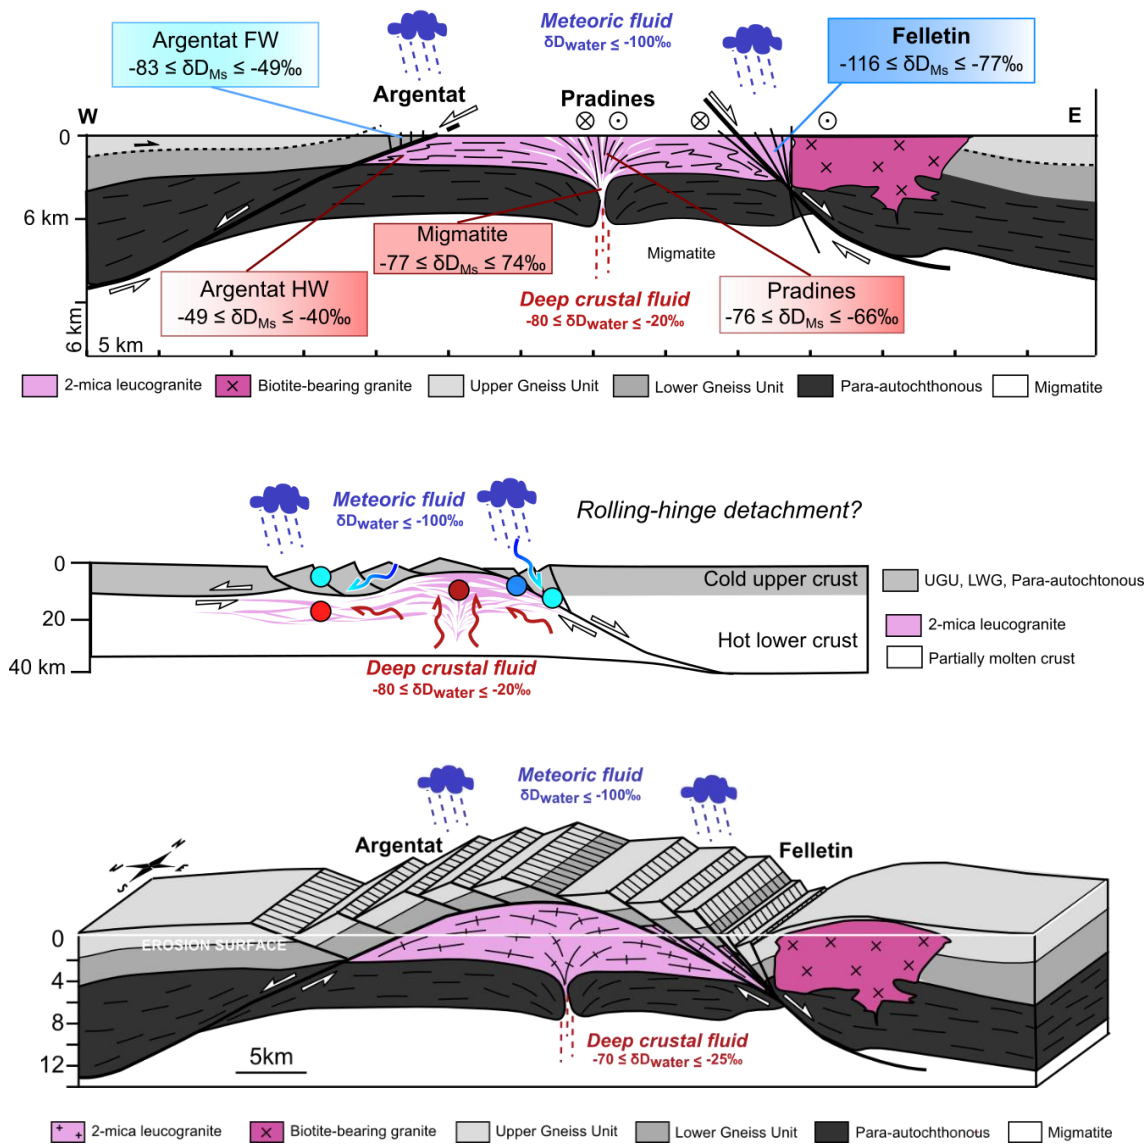 Meteoric fluid
δDwater ≤ -100‰
Argentat FW
-83 ≤ δDMs ≤ -49‰
Felletin
-116 ≤ δDMs ≤ -77‰
Argentat
Pradines
W
E
0
6 km
Migmatite
-77 ≤ δDMs ≤ 74‰
Migmatite
Argentat HW
-49 ≤ δDMs ≤ -40‰
Deep crustal fluid
-80 ≤ δDwater ≤ -20‰
Pradines
-76 ≤ δDMs ≤ -66‰
6 km
5 km
2-mica leucogranite
Biotite-bearing granite
Upper Gneiss Unit
Lower Gneiss Unit
Para-autochthonous
Migmatite
Meteoric fluid
δDwater ≤ -100‰
Rolling-hinge detachment?
0
20
40 km
Cold upper crust
Hot lower crust
Deep crustal fluid
-80 ≤ δDwater ≤ -20‰
UGU, LWG, Para-autochtonous
2-mica leucogranite
Partially molten crust
Meteoric fluid
δDwater ≤ -100‰
Argentat
Felletin
N
W
E
S
EROSION SURFACE
0
4
8
12
5km
Deep crustal fluid
-70 ≤ δDwater ≤ -25‰
2-mica leucogranite
Biotite-bearing granite
Upper Gneiss Unit
Lower Gneiss Unit
Para-autochthonous
Migmatite